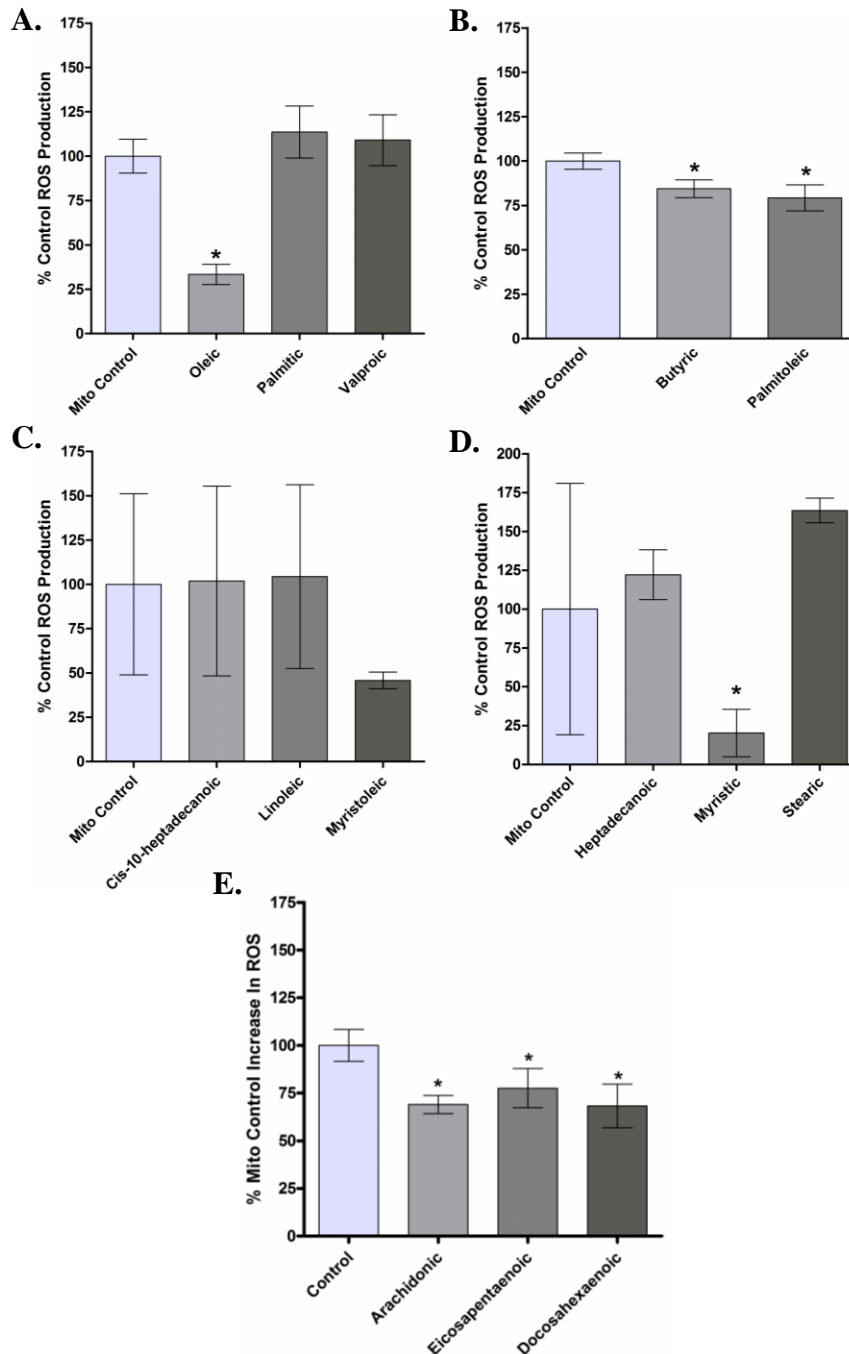 A.
% Control ROS Production
175
150
125
100
75
50
25
0
*
Mito Control
Oleic
Palmitic
Valproic
B.
% Control ROS Production
175
150
125
100
75
50
25
0
*
*
Mito Control
Butyric
Palmitoleic
C.
% Control ROS Production
175
150
125
100
75
50
25
0
Mito Control
Cis-10-heptadecanoic
Linoleic
Myristoleic
D.
% Control ROS Production
200
175
150
125
100
75
50
25
0
*
Mito Control
Heptadecanoic
Myristic
Stearic
E.
% Mito Control Increase In ROS
175
150
125
100
75
50
25
0
*
*
*
Control
Arachidonic
Eicosapentaenoic
Docosahexaenoic